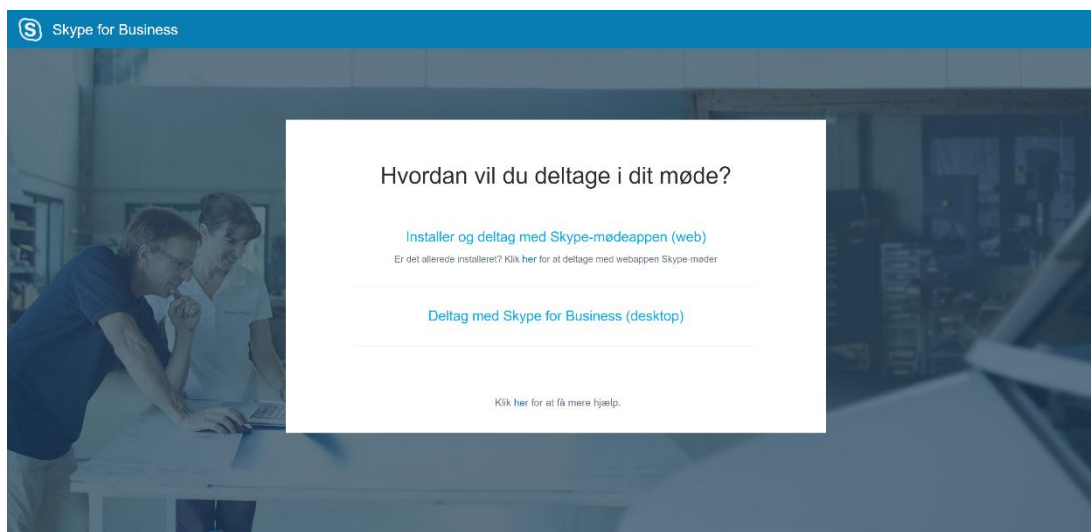 Skype for Business
Hvordan vil du deltage i dit møde?
Installer og deltag med Skype-mødeappen (web)
Er det allerede installeret? Klik her for at deltage med webappen Skype-møder
Deltag med Skype for Business (desktop)
Klik her for at få mere hjælp.